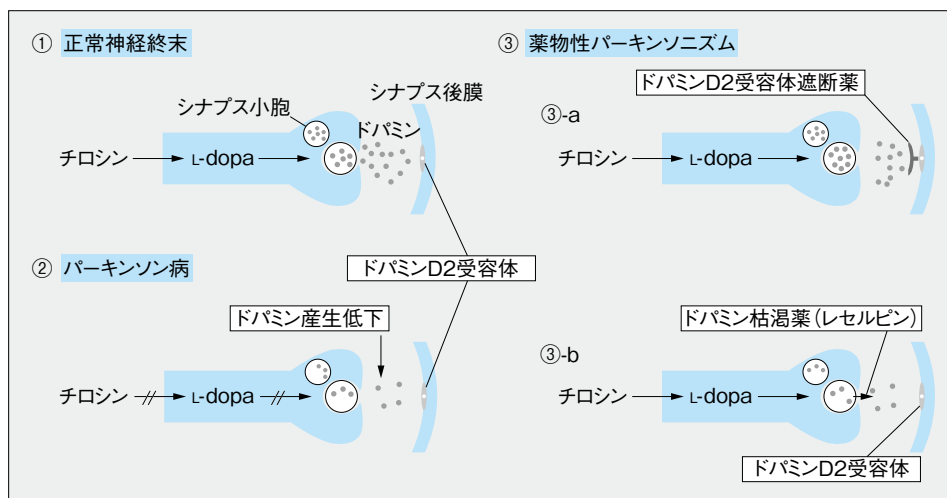 ① 正常神経終末
シナプス小胞
シナプス後膜
ドパミン
チロシン
L-dopa
② パーキンソン病
ドパミンD2受容体
ドパミン産生低下
チロシン
L-dopa
③ 薬物性パーキンソニズム
ドパミンD2受容体遮断薬
③-a
チロシン
L-dopa
ドパミン枯渇薬（レセルピン）
③-b
チロシン
L-dopa
ドパミンD2受容体